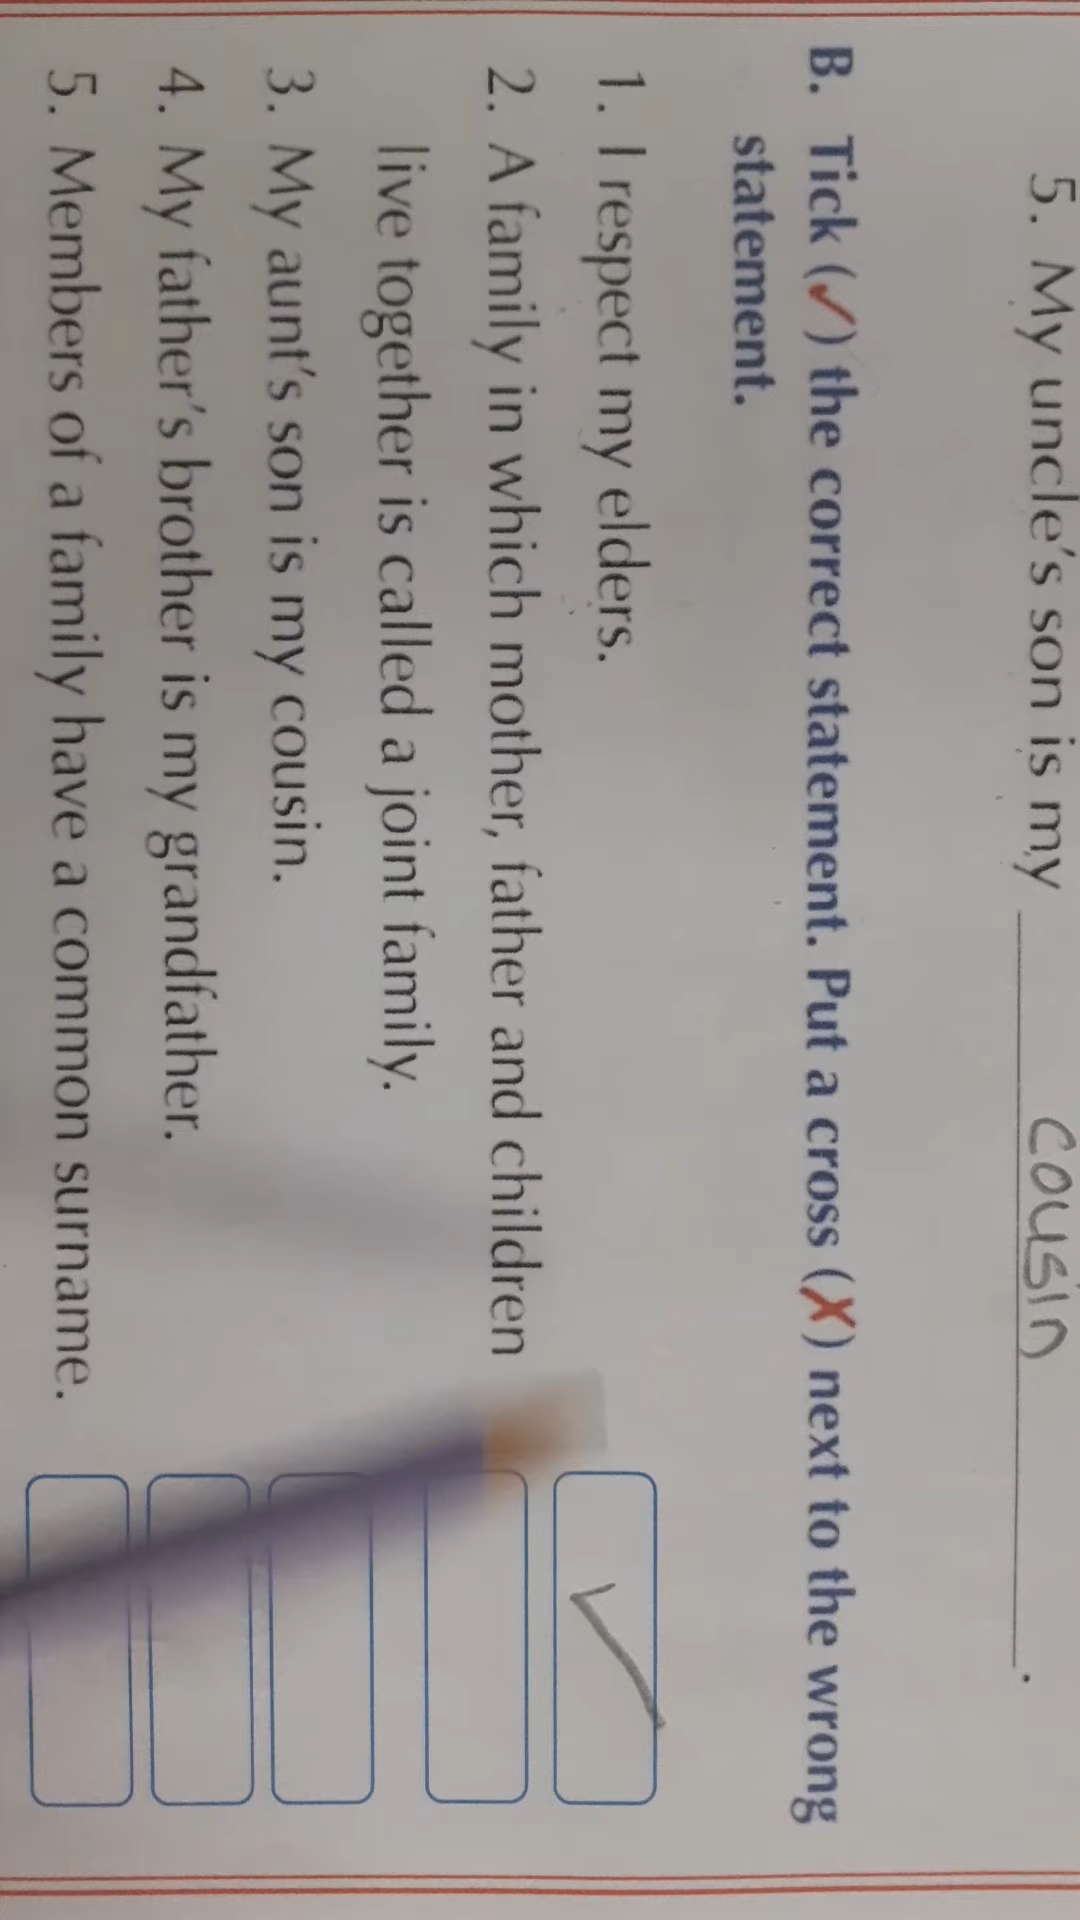 5. My uncle's son is my cousin.
B. Tick (✓) the correct statement. Put a cross (✗) next to the wrong
statement.
1. I respect my elders. ✓
2. A family in which mother, father and children
live together is called a joint family.
3. My aunt's son is my cousin.
4. My father's brother is my grandfather.
5. Members of a family have a common surname.